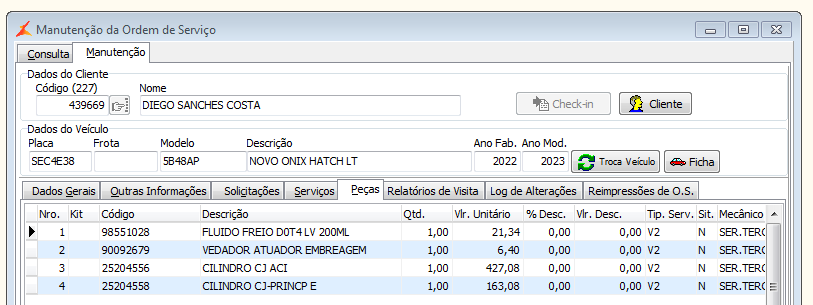 Manutenção da Ordem de Serviço
Consulta Manutenção
Dados do Cliente
Código (227) Nome
439669 DIEGO SANCHES COSTA Check-in Cliente
Dados do Veículo
Placa Frota Modelo Descrição Ano Fab. Ano Mod.
SEC4E38 5B48AP NOVO ONIX HATCH LT 2022 2023 Troca Veículo Ficha
Dados Gerais Outras Informações Solicitações Serviços Peças Relatórios de Visita Log de Alterações Reimpressões de O.S.
Nro. Kit Código Descrição Qtd. Vlr. Unitário % Desc. Vlr. Desc. Tip. Serv. Sit. Mecânico
1 98551028 FLUIDO FREIO D0T4 LV 200ML 1,00 21,34 0,00 0,00 V2 N SER.TERC
2 90092679 VEDADOR ATUADOR EMBREAGEM 1,00 6,40 0,00 0,00 V2 N SER.TERC
3 25204556 CILINDRO CJ ACI 1,00 427,08 0,00 0,00 V2 N SER.TERC
4 25204558 CILINDRO CJ-PRINCP E 1,00 163,08 0,00 0,00 V2 N SER.TERC